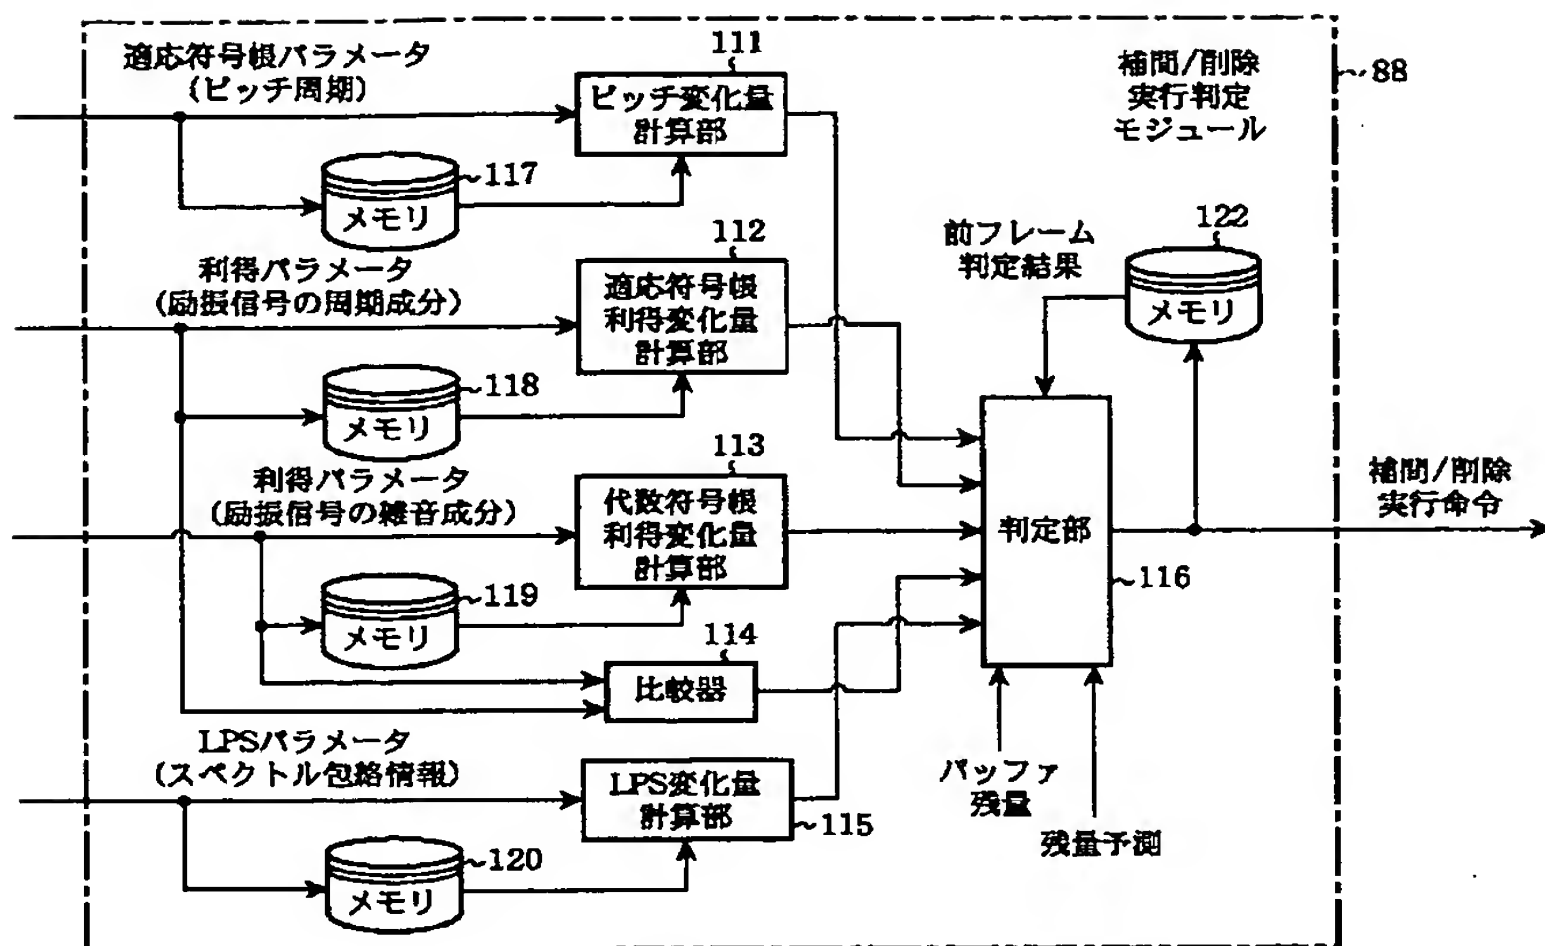 適応符号帳パラメータ
(ピッチ周期)
111
ピッチ変化量
計算部
補間/削除
実行判定
モジュール
88
117
メモリ
利得パラメータ
(励振信号の周期成分)
112
適応符号帳
利得変化量
計算部
前フレーム
判定結果
122
メモリ
118
メモリ
利得パラメータ
(励振信号の雑音成分)
113
代数符号帳
利得変化量
計算部
判定部
116
補間/削除
実行命令
119
メモリ
114
比較器
LPSパラメータ
(スペクトル包絡情報)
LPS変化量
計算部
115
バッファ
残量
残量予測
120
メモリ